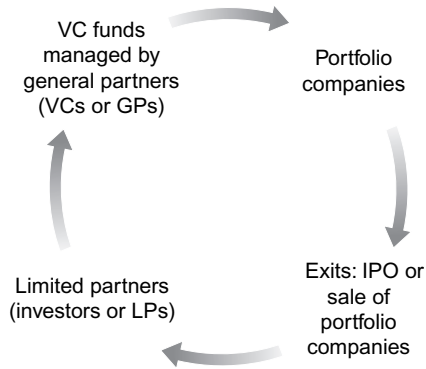 VC funds
managed by
general partners
(VCs or GPs)
Portfolio
companies
Exits: IPO or
sale of
portfolio
companies
Limited partners
(investors or LPs)